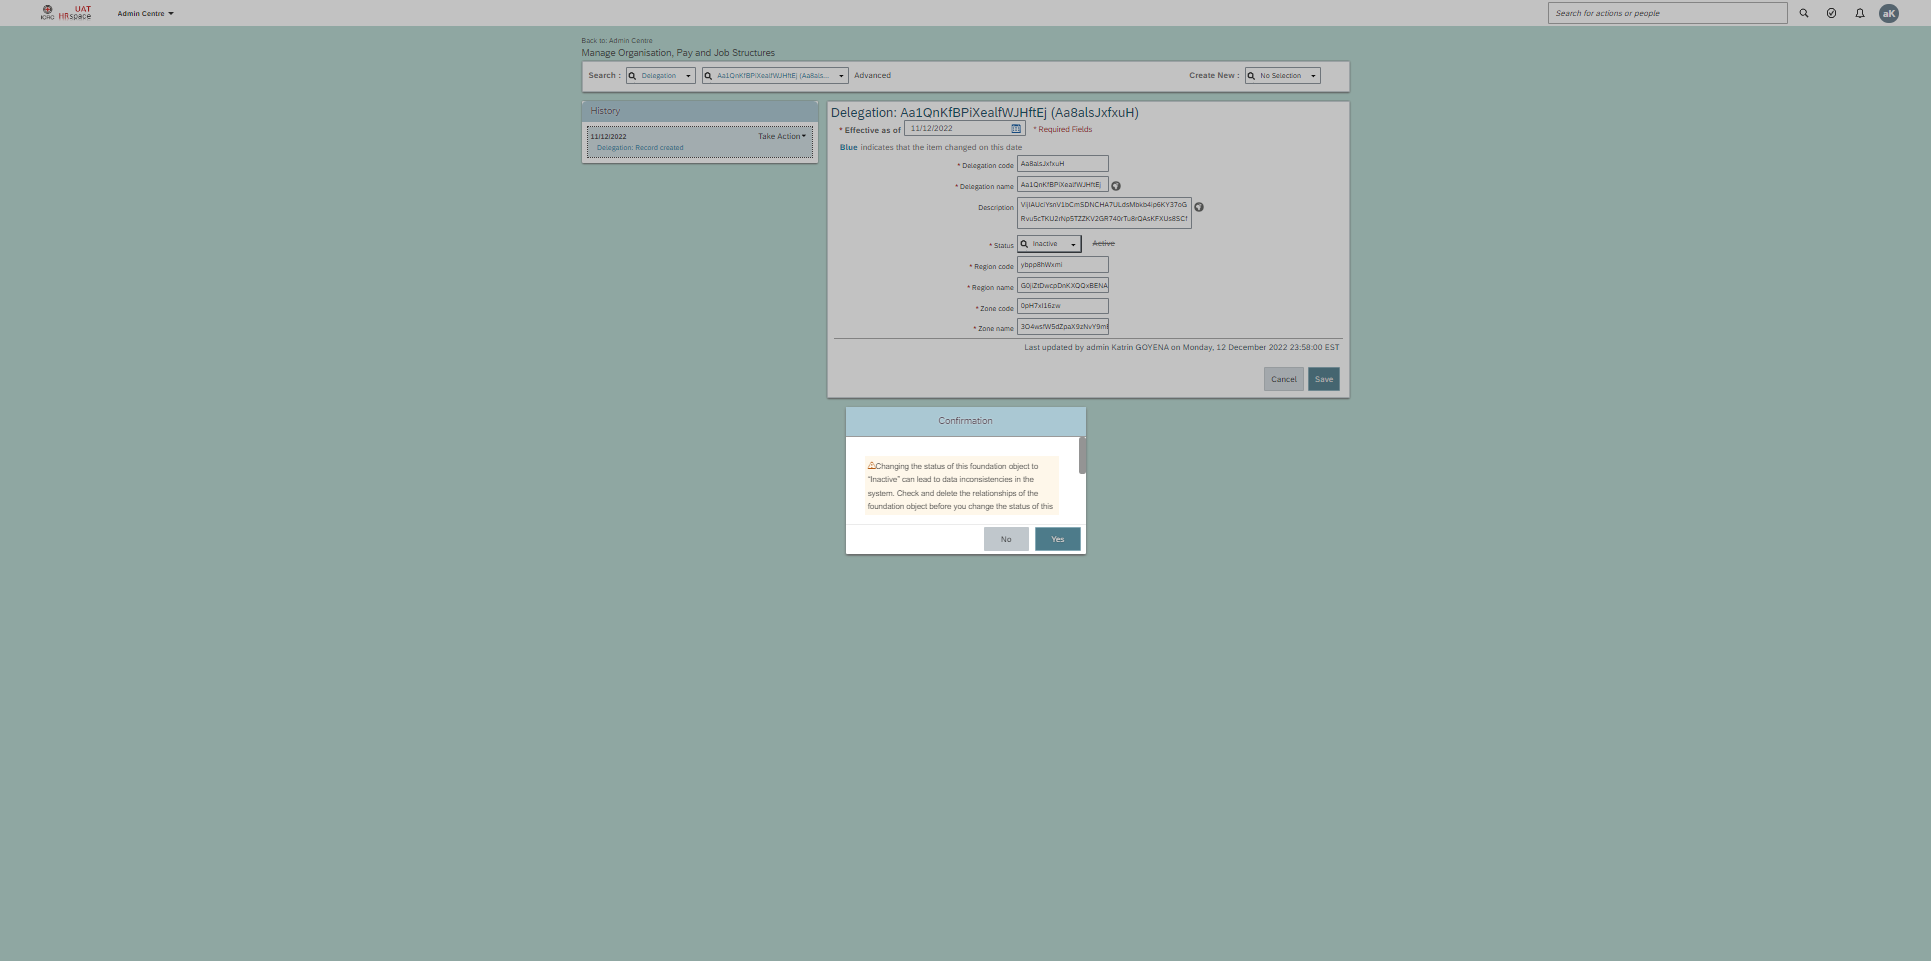 UAT
ICRC HRspace
Admin Centre
Search for actions or people
aK
Back to: Admin Centre
Manage Organisation, Pay and Job Structures
Search : Delegation Aa1QnKfBPiXealfWJHftEj (Aa8als... Advanced
Create New : No Selection
History
11/12/2022 Take Action
Delegation: Record created
Delegation: Aa1QnKfBPiXealfWJHftEj (Aa8alsJxfxuH)
* Effective as of 11/12/2022 * Required Fields
Blue indicates that the item changed on this date
* Delegation code Aa8alsJxfxuH
* Delegation name Aa1QnKfBPiXealfWJHftEj
Description VijIAUciYsnV1bCmSDNCHA7ULdsMbkb4ip6KY37oG
Rvu5cTKU2rNp5TZZKV2GR740rTu8rQAsKFXUs8SCf
* Status Inactive Active
* Region code ybpp8hWxmi
* Region name G0jIZtDwcpDnKXQQxBENA
* Zone code 0pH7xI16zw
* Zone name 3O4wsfW5dZpaX9zNvY9mE
Last updated by admin Katrin GOYENA on Monday, 12 December 2022 23:58:00 EST
Cancel Save
Confirmation
Changing the status of this foundation object to
"Inactive" can lead to data inconsistencies in the
system. Check and delete the relationships of the
foundation object before you change the status of this
No Yes